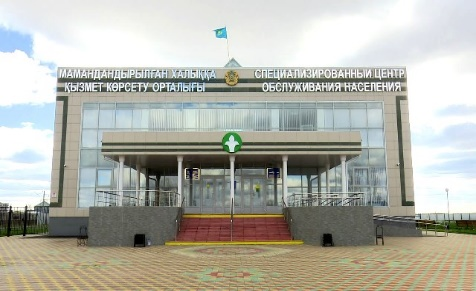 МАМАНДАНДЫРЫЛҒАН ХАЛЫҚҚА
ҚЫЗМЕТ КӨРСЕТУ ОРТАЛЫҒЫ
СПЕЦИАЛИЗИРОВАННЫЙ ЦЕНТР
ОБСЛУЖИВАНИЯ НАСЕЛЕНИЯ